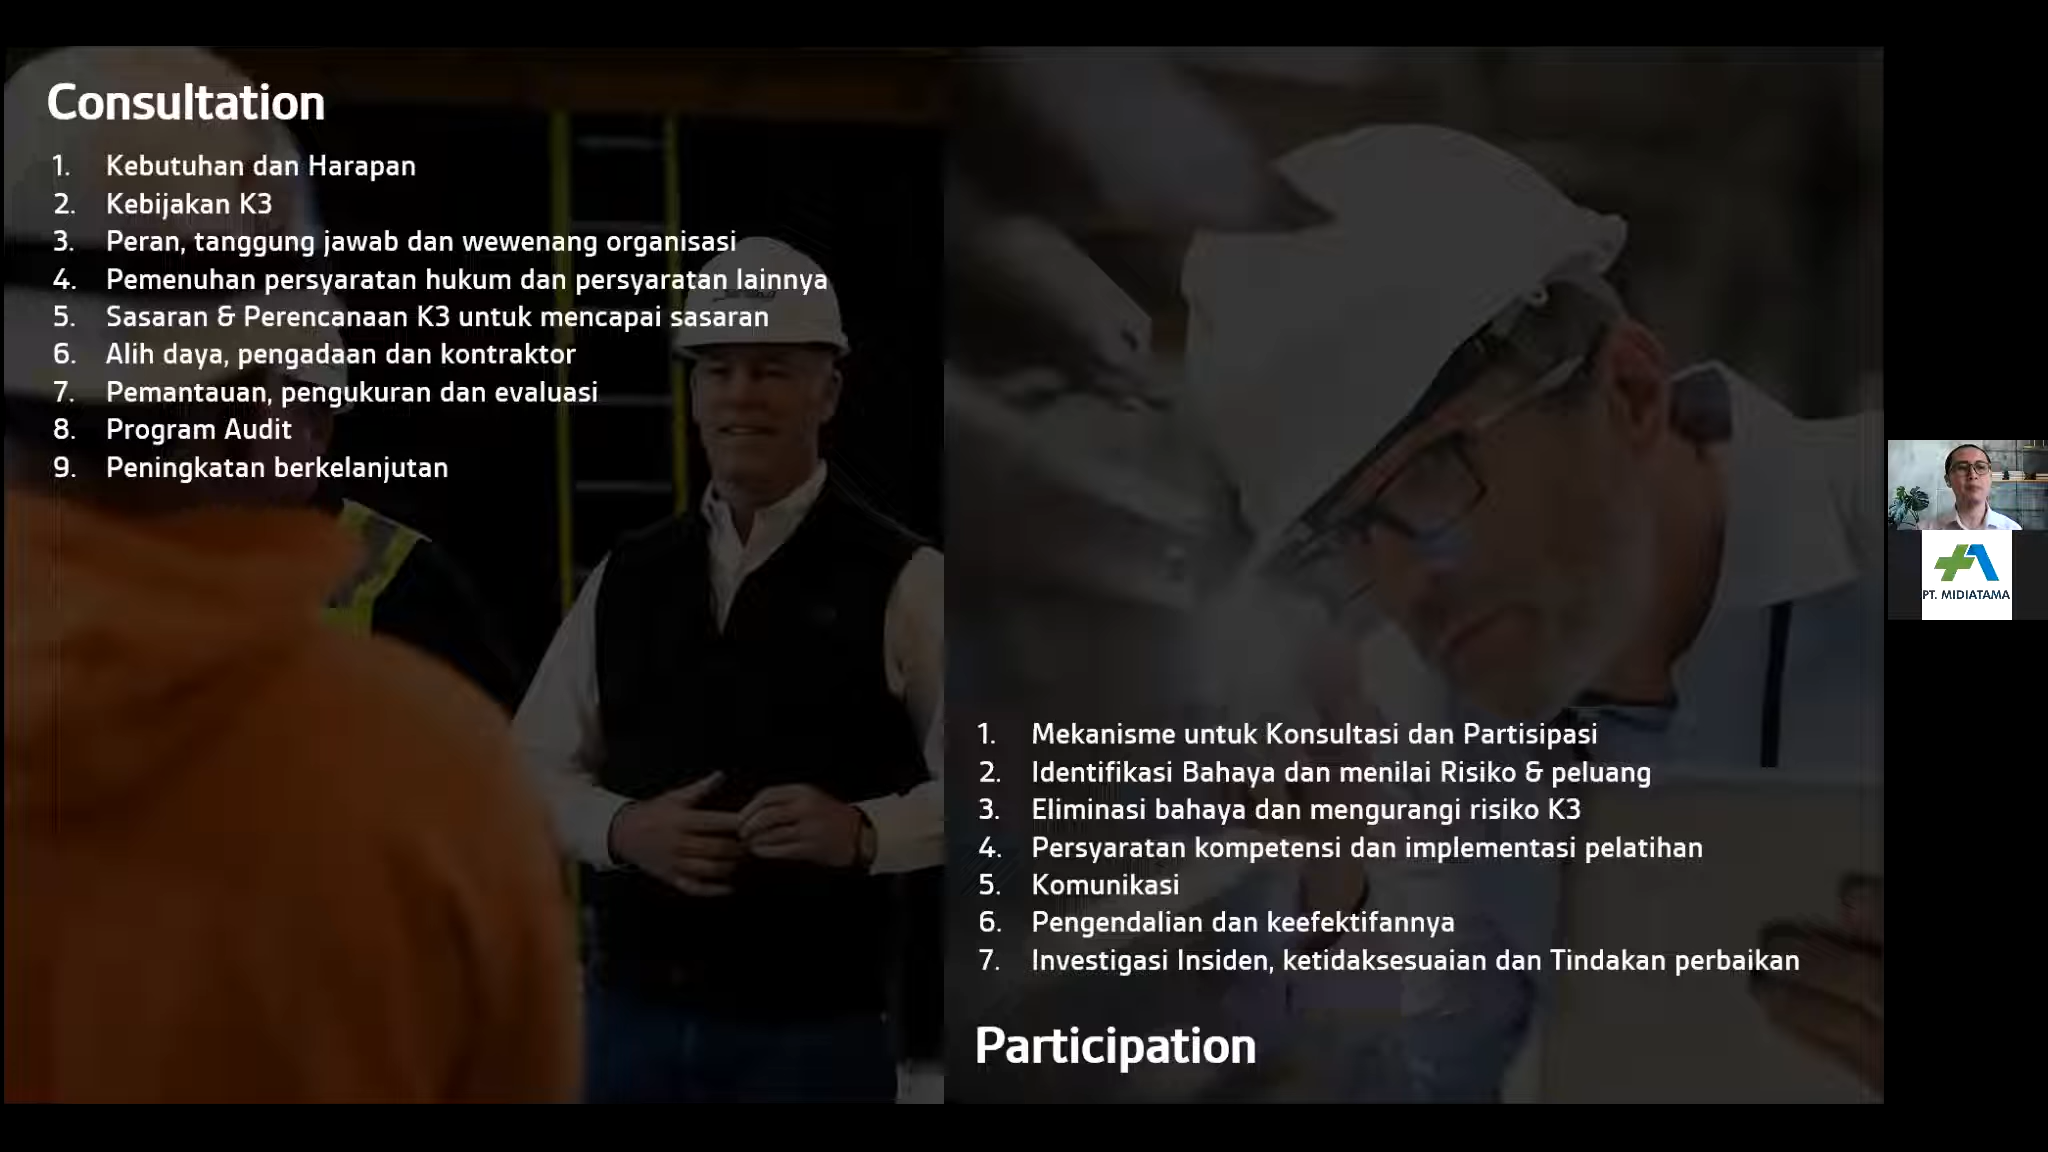 Consultation
1. Kebutuhan dan Harapan
2. Kebijakan K3
3. Peran, tanggung jawab dan wewenang organisasi
4. Pemenuhan persyaratan hukum dan persyaratan lainnya
5. Sasaran & Perencanaan K3 untuk mencapai sasaran
6. Alih daya, pengadaan dan kontraktor
7. Pemantauan, pengukuran dan evaluasi
8. Program Audit
9. Peningkatan berkelanjutan
1. Mekanisme untuk Konsultasi dan Partisipasi
2. Identifikasi Bahaya dan menilai Risiko & peluang
3. Eliminasi bahaya dan mengurangi risiko K3
4. Persyaratan kompetensi dan implementasi pelatihan
5. Komunikasi
6. Pengendalian dan keefektifannya
7. Investigasi Insiden, ketidaksesuaian dan Tindakan perbaikan
Participation
PT. MIDIATAMA